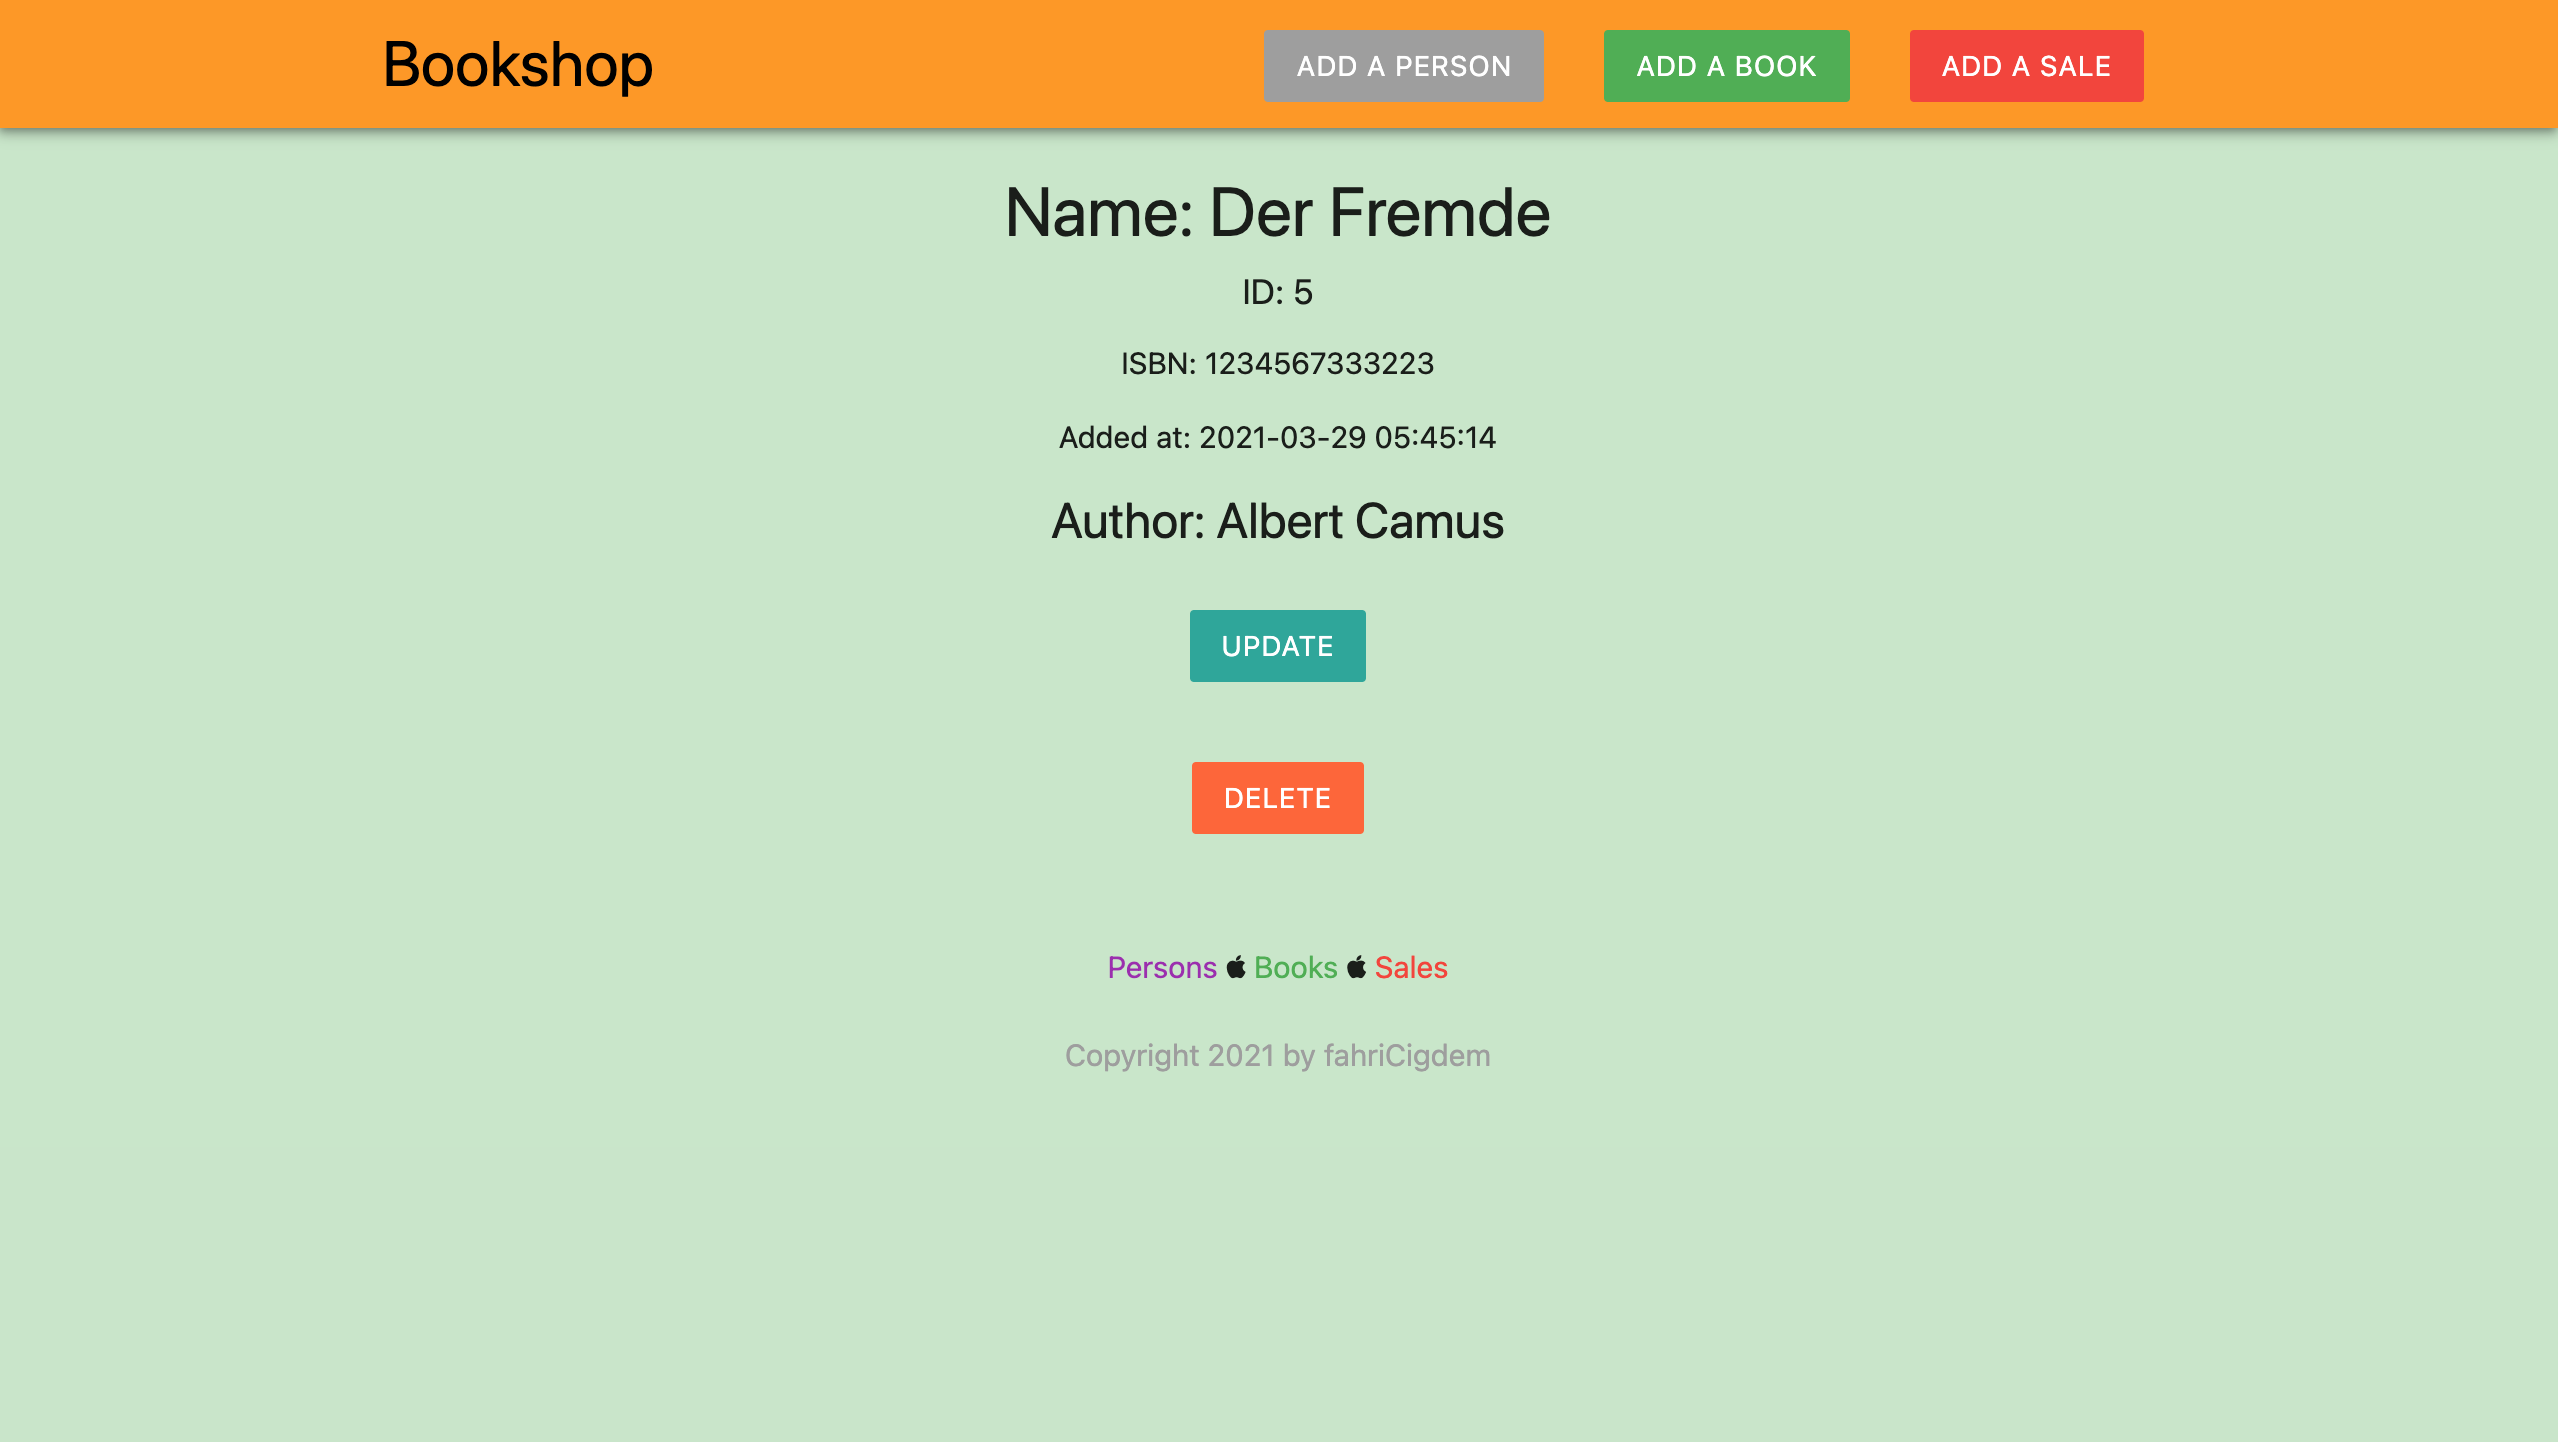 Bookshop
ADD A PERSON
ADD A BOOK
ADD A SALE
Name: Der Fremde
ID: 5
ISBN: 1234567333223
Added at: 2021-03-29 05:45:14
Author: Albert Camus
UPDATE
DELETE
Persons  Books  Sales
Copyright 2021 by fahriCigdem